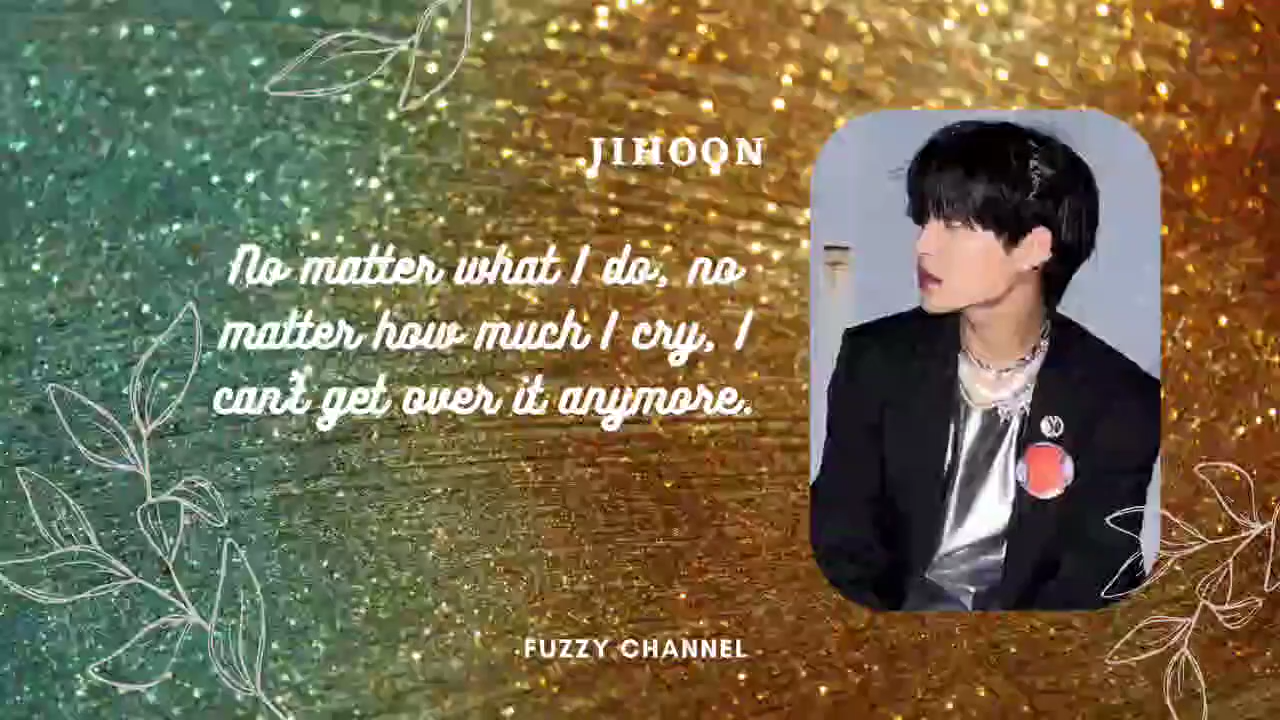 JIHOON
No matter what I do, no
matter how much I cry, I
can't get over it anymore.
FUZZY CHANNEL